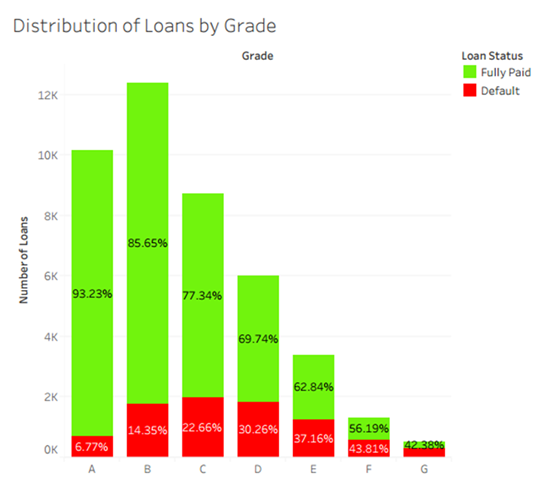 Distribution of Loans by Grade
Grade
Loan Status
Fully Paid
Default
Number of Loans
12K
10K
8K
6K
4K
2K
0K
93.23%
6.77%
85.65%
14.35%
77.34%
22.66%
69.74%
30.26%
62.84%
37.16%
56.19%
43.81%
42.38%
A
B
C
D
E
F
G